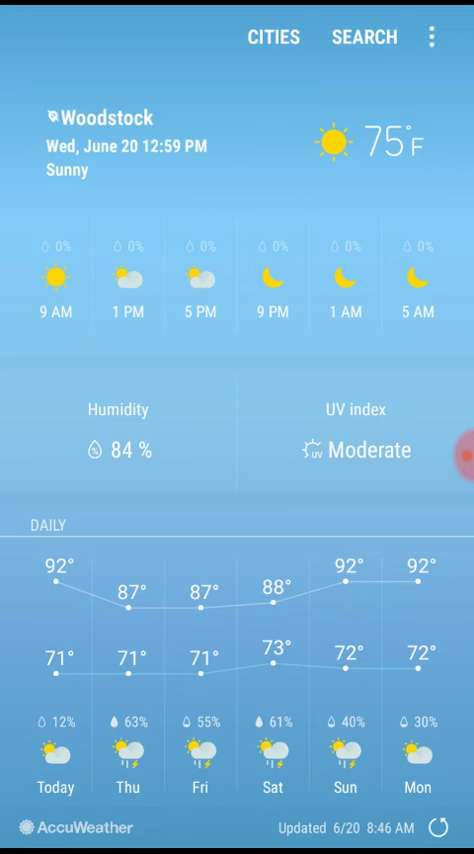 CITIES SEARCH
Woodstock
Wed, June 20 12:59 PM
Sunny
75°F
0% 0% 0% 0% 0% 0%
9 AM 1 PM 5 PM 9 PM 1 AM 5 AM
Humidity UV index
84 % UV Moderate
DAILY
92° 87° 87° 88° 92° 92°
71° 71° 71° 73° 72° 72°
12% 63% 55% 61% 40% 30%
Today Thu Fri Sat Sun Mon
AccuWeather Updated 6/20 8:46 AM